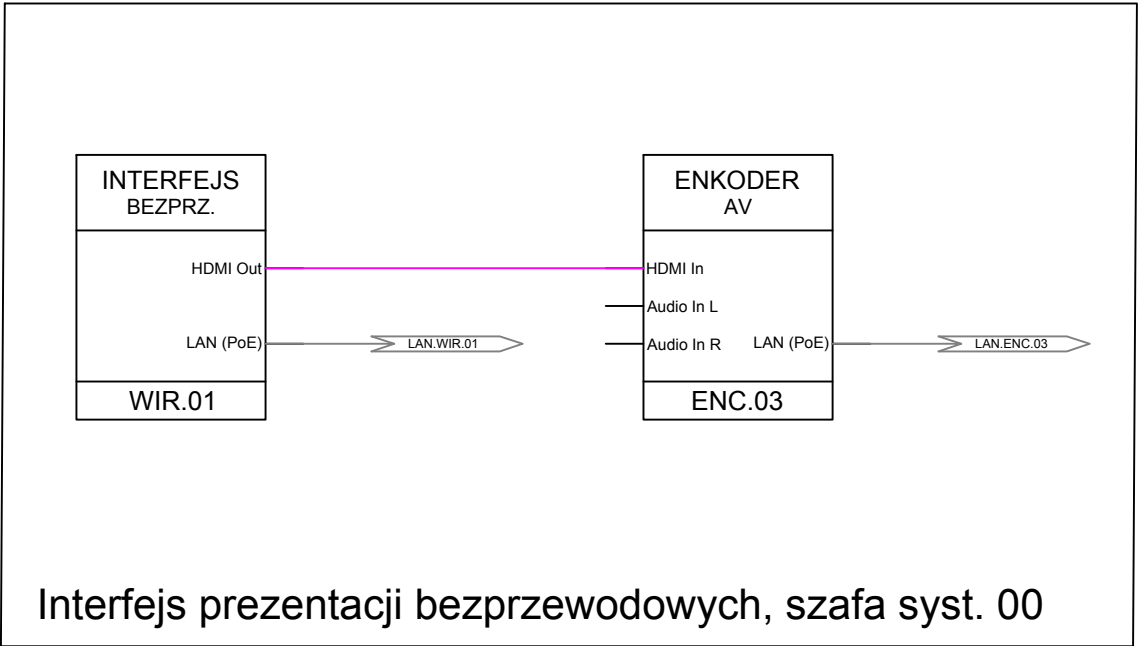 INTERFEJS
BEZPRZ.
HDMI Out
LAN (PoE)
LAN.WIR.01
WIR.01
ENKODER
AV
HDMI In
Audio In L
Audio In R
LAN (PoE)
LAN.ENC.03
ENC.03
Interfejs prezentacji bezprzewodowych, szafa syst. 00